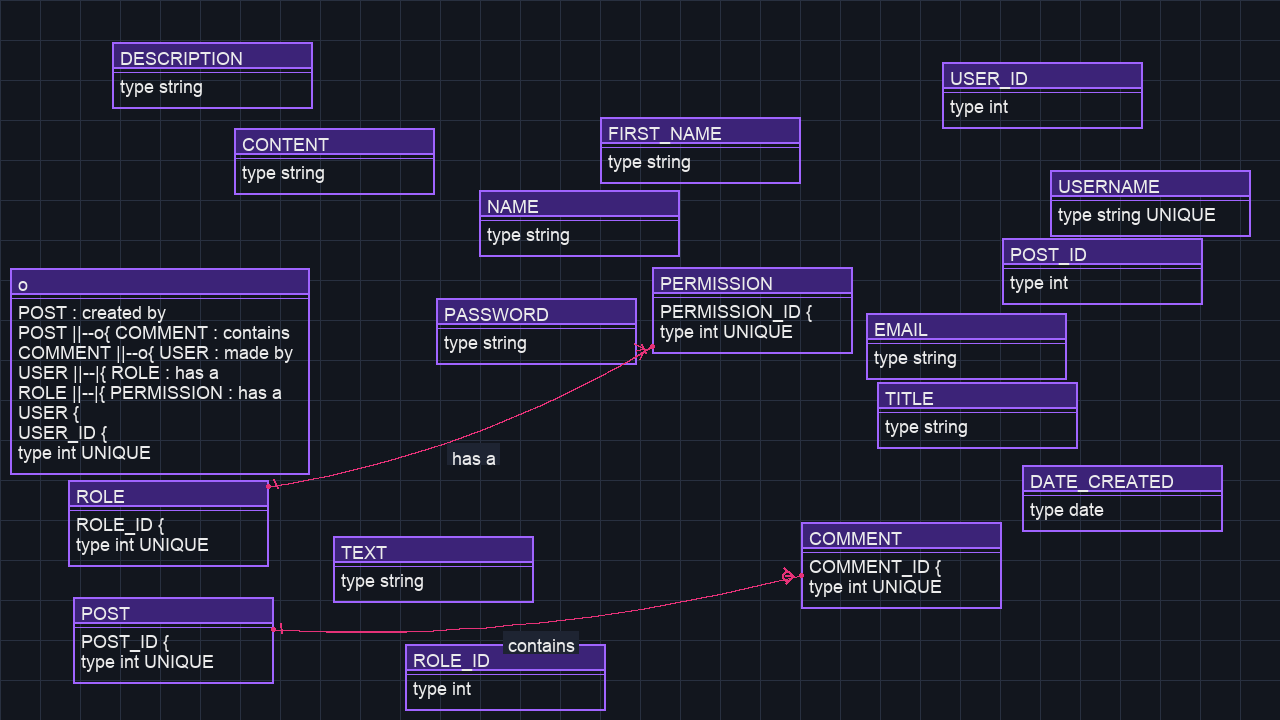 DESCRIPTION
type string
USER_ID
type int
CONTENT
type string
FIRST_NAME
type string
USERNAME
type string UNIQUE
NAME
type string
POST_ID
type int
o
POST : created by
POST ||--o{ COMMENT : contains
COMMENT ||--o{ USER : made by
USER ||--|{ ROLE : has a
ROLE ||--|{ PERMISSION : has a
USER {
USER_ID {
type int UNIQUE
PERMISSION
PERMISSION_ID {
type int UNIQUE
PASSWORD
type string
EMAIL
type string
TITLE
type string
has a
DATE_CREATED
type date
ROLE
ROLE_ID {
type int UNIQUE
TEXT
type string
COMMENT
COMMENT_ID {
type int UNIQUE
POST
POST_ID {
type int UNIQUE
contains
ROLE_ID
type int